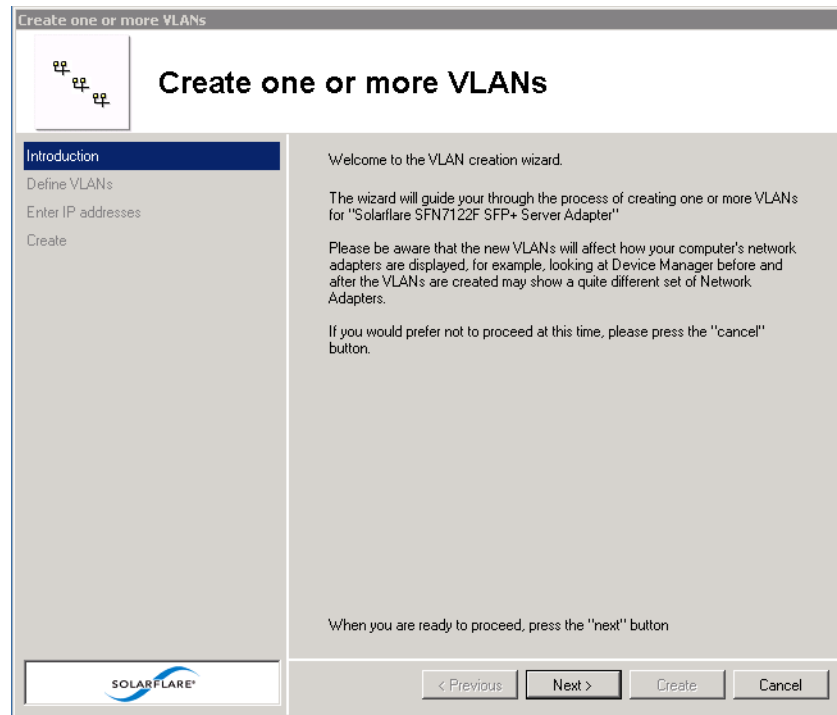 Create one or more VLANs
Create one or more VLANs
Introduction
Define VLANs
Enter IP addresses
Create
Welcome to the VLAN creation wizard.
The wizard will guide your through the process of creating one or more VLANs
for "Solarflare SFN7122F SFP+ Server Adapter"
Please be aware that the new VLANs will affect how your computer's network
adapters are displayed, for example, looking at Device Manager before and
after the VLANs are created may show a quite different set of Network
Adapters.
If you would prefer not to proceed at this time, please press the "cancel"
button.
When you are ready to proceed, press the "next" button
SOLARFLARE®
< Previous
Next >
Create
Cancel